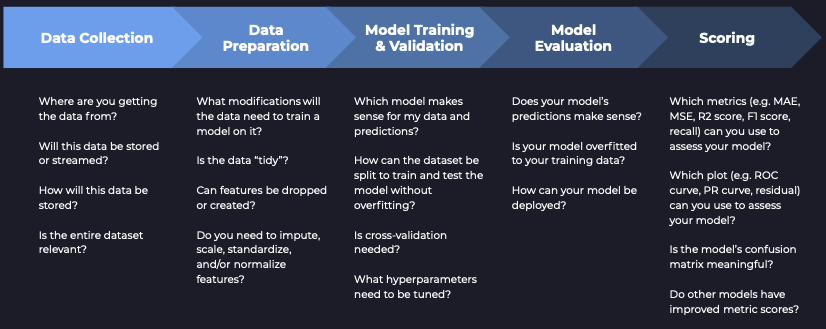 Data Collection
Data
Preparation
Model Training
& Validation
Model
Evaluation
Scoring
Where are you getting
the data from?
Will this data be stored
or streamed?
How will this data be
stored?
Is the entire dataset
relevant?
What modifications will
the data need to train a
model on it?
Is the data “tidy”?
Can features be dropped
or created?
Do you need to impute,
scale, standardize,
and/or normalize
features?
Which model makes
sense for my data and
predictions?
How can the dataset be
split to train and test the
model without
overfitting?
Is cross-validation
needed?
What hyperparameters
need to be tuned?
Does your model’s
predictions make sense?
Is your model overfitted
to your training data?
How can your model be
deployed?
Which metrics (e.g. MAE,
MSE, R2 score, F1 score,
recall) can you use to
assess your model?
Which plot (e.g. ROC
curve, PR curve, residual)
can you use to assess
your model?
Is the model’s confusion
matrix meaningful?
Do other models have
improved metric scores?